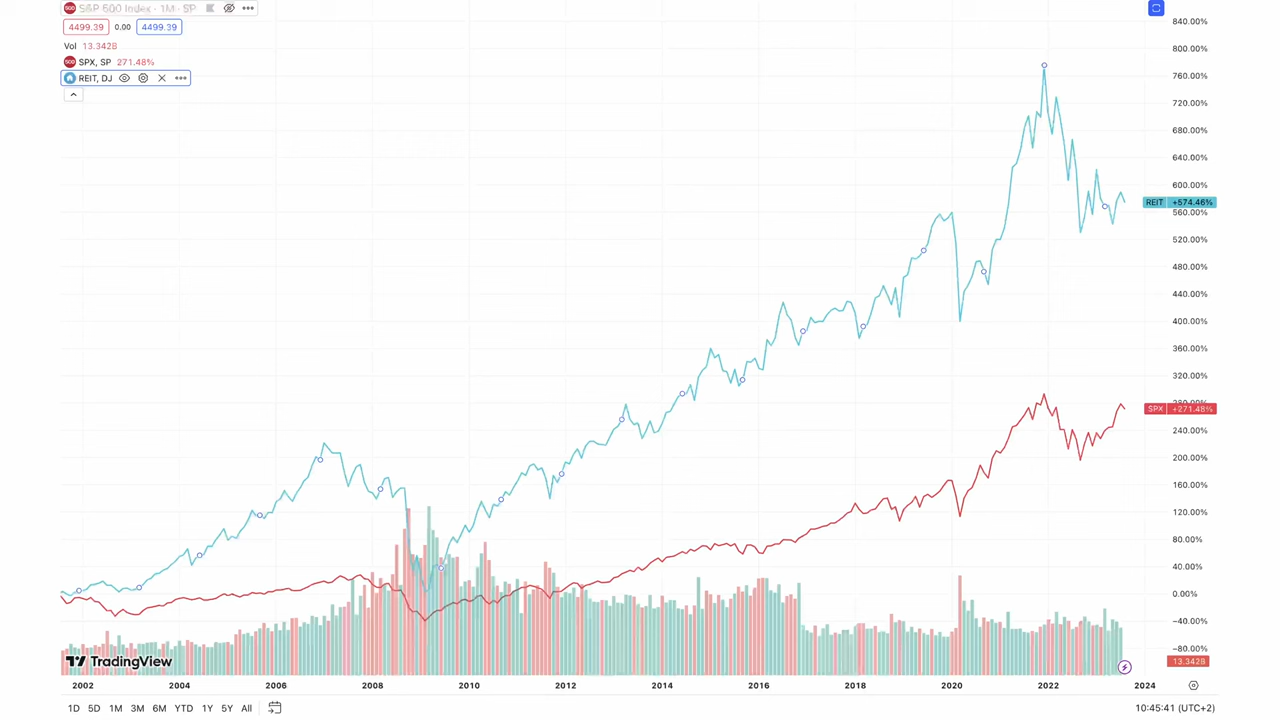 S&P 500 Index · 1M · SP
4499.39 0.00 4499.39
Vol 13.342B
500 SPX, SP 271.48%
REIT, DJ
840.00%
800.00%
760.00%
720.00%
680.00%
640.00%
600.00%
REIT +574.46%
560.00%
520.00%
480.00%
440.00%
400.00%
360.00%
320.00%
280.00%
SPX +271.48%
240.00%
200.00%
160.00%
120.00%
80.00%
40.00%
0.00%
−40.00%
−80.00%
13.342B
TradingView
2002 2004 2006 2008 2010 2012 2014 2016 2018 2020 2022 2024
1D 5D 1M 3M 6M YTD 1Y 5Y All
10:45:41 (UTC+2)